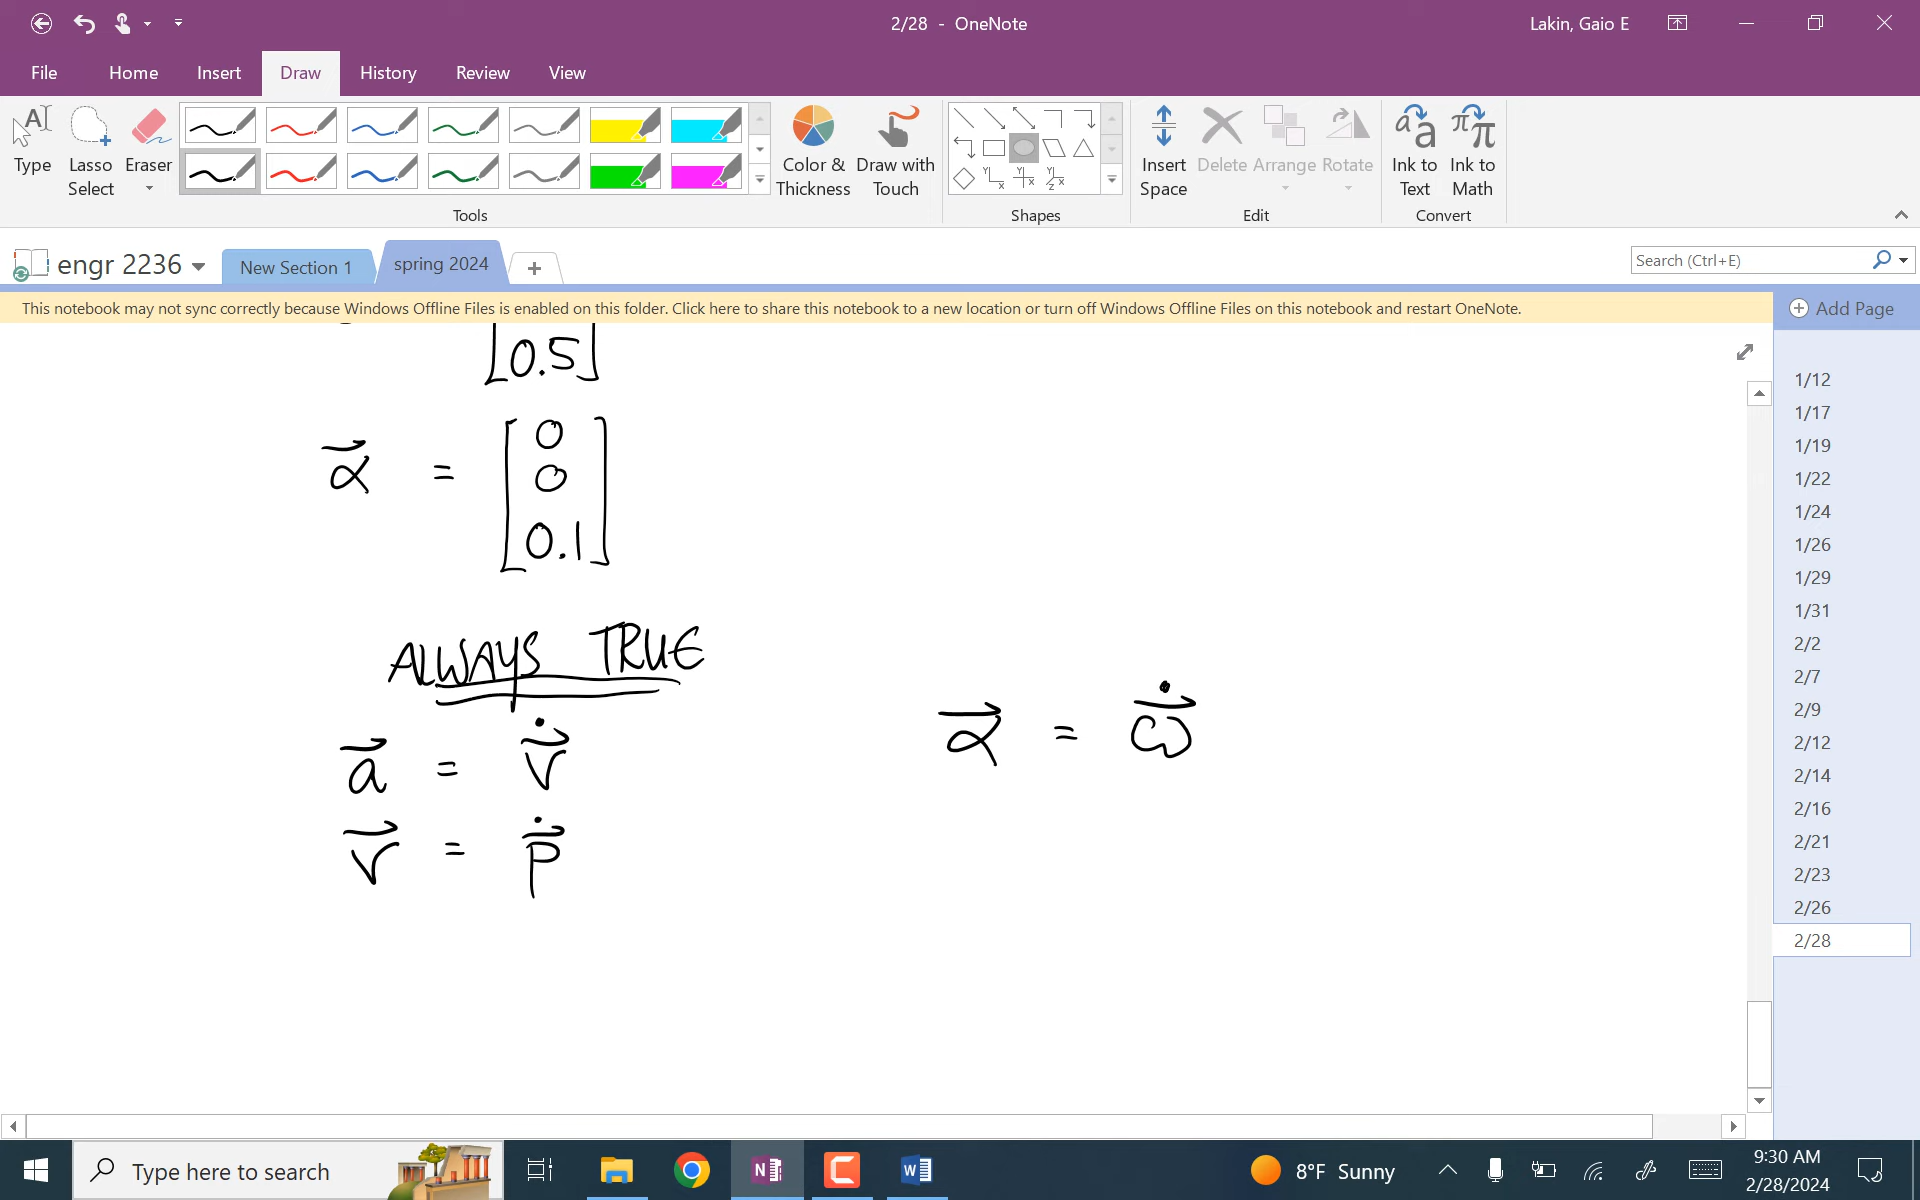 2/28 - OneNote
Lakin, Gaio E
File Home Insert Draw History Review View
Type
Lasso Select
Eraser
Color & Thickness
Draw with Touch
Insert Space
Delete
Arrange
Rotate
Ink to Text
Ink to Math
Tools
Shapes
Edit
Convert
engr 2236
New Section 1
spring 2024
Search (Ctrl+E)
This notebook may not sync correctly because Windows Offline Files is enabled on this folder. Click here to share this notebook to a new location or turn off Windows Offline Files on this notebook and restart OneNote.
Add Page
1/12
1/17
1/19
1/22
1/24
1/26
1/29
1/31
2/2
2/7
2/9
2/12
2/14
2/16
2/21
2/23
2/26
2/28
0.5
α⃗ = [0
0
0.1]
ALWAYS TRUE
a⃗ = v⃗̇
α⃗ = ω⃗̇
v⃗ = p⃗̇
Type here to search
8°F Sunny
9:30 AM
2/28/2024